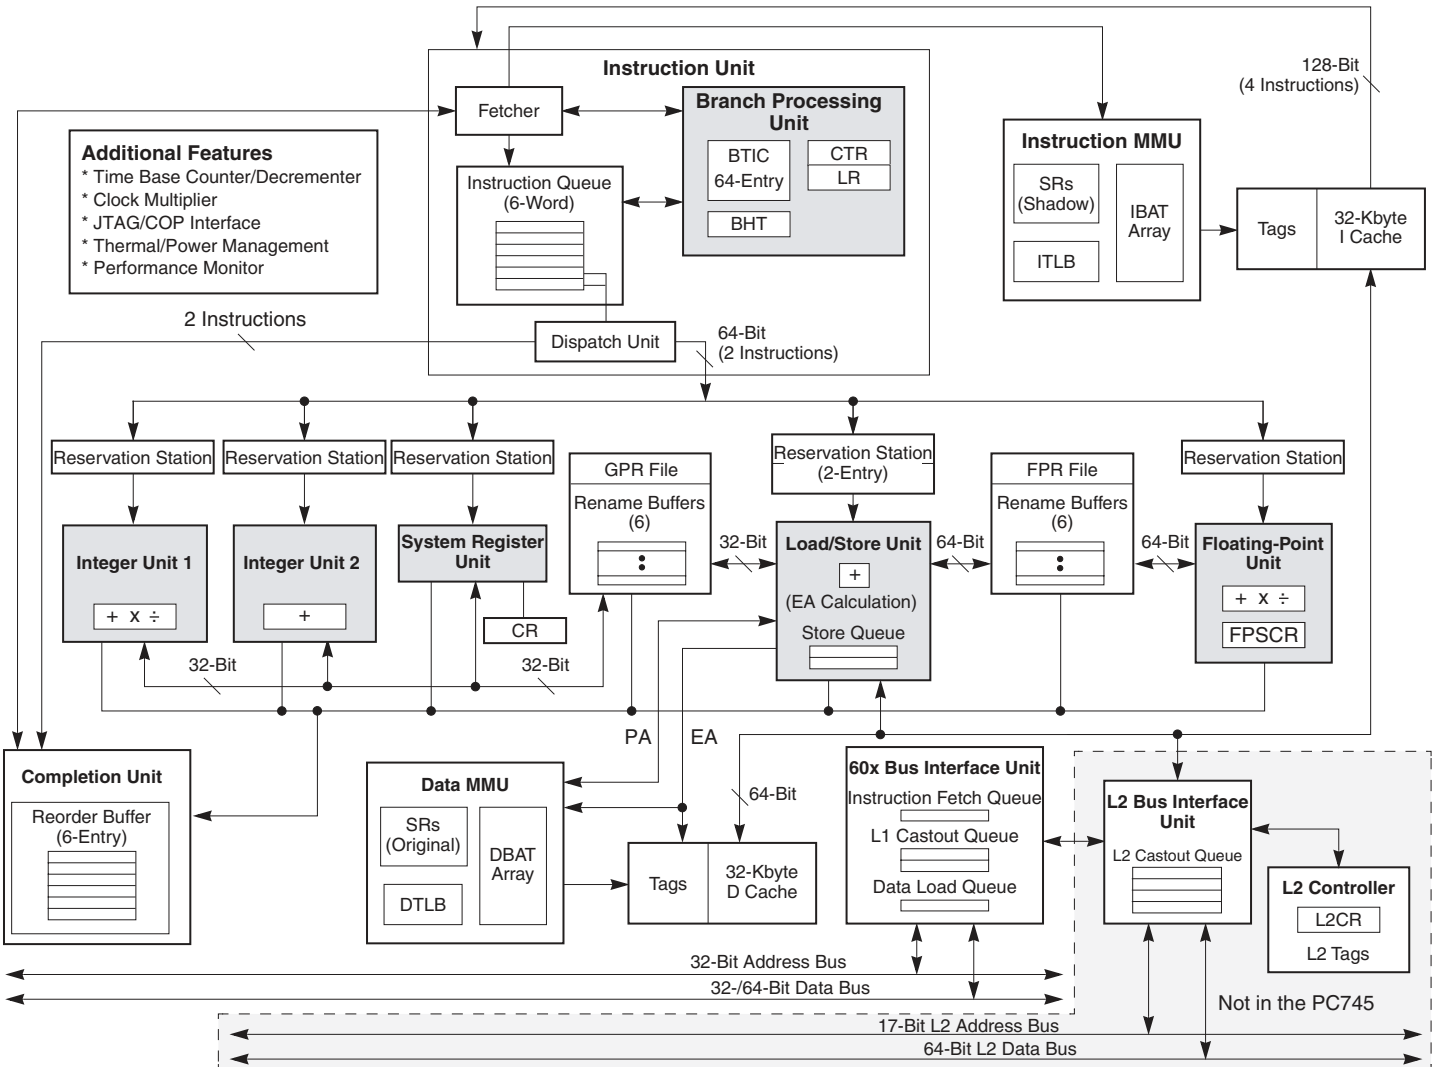 Instruction Unit
Fetcher
Branch Processing
Unit
BTIC
64-Entry
CTR
LR
BHT
Instruction Queue
(6-Word)
Dispatch Unit
64-Bit
(2 Instructions)
128-Bit
(4 Instructions)
Instruction MMU
SRs
(Shadow)
ITLB
IBAT
Array
Tags
32-Kbyte
I Cache
Additional Features
* Time Base Counter/Decrementer
* Clock Multiplier
* JTAG/COP Interface
* Thermal/Power Management
* Performance Monitor
2 Instructions
Reservation Station
Reservation Station
Reservation Station
Reservation Station
(2-Entry)
Reservation Station
Integer Unit 1
+ x ÷
Integer Unit 2
+
System Register
Unit
CR
GPR File
Rename Buffers
(6)
32-Bit
Load/Store Unit
+
(EA Calculation)
Store Queue
64-Bit
FPR File
Rename Buffers
(6)
64-Bit
Floating-Point
Unit
+ x ÷
FPSCR
32-Bit
32-Bit
PA
EA
Completion Unit
Reorder Buffer
(6-Entry)
Data MMU
SRs
(Original)
DTLB
DBAT
Array
64-Bit
Tags
32-Kbyte
D Cache
60x Bus Interface Unit
Instruction Fetch Queue
L1 Castout Queue
Data Load Queue
L2 Bus Interface
Unit
L2 Castout Queue
L2 Controller
L2CR
L2 Tags
32-Bit Address Bus
32-/64-Bit Data Bus
Not in the PC745
17-Bit L2 Address Bus
64-Bit L2 Data Bus